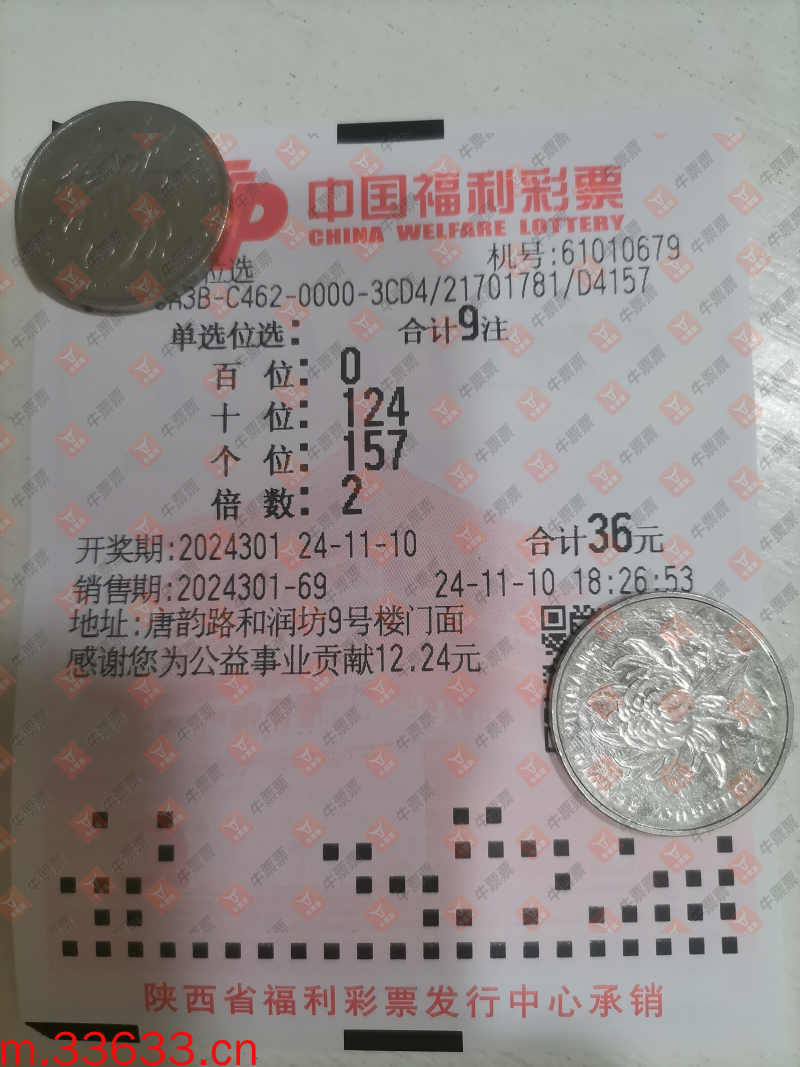 中国福利彩票
CHINA WELFARE LOTTERY
机号:61010679
位选
A3B-C462-0000-3CD4/21701781/D4157
单选位选: 合计9注
百 位: 0
十 位: 124
个 位: 157
倍 数: 2
开奖期:2024301 24-11-10 合计36元
销售期:2024301-69 24-11-10 18:26:53
地址:唐韵路和润坊9号楼门面
感谢您为公益事业贡献12.24元
陕西省福利彩票发行中心承销
m.33633.cn
牛票票